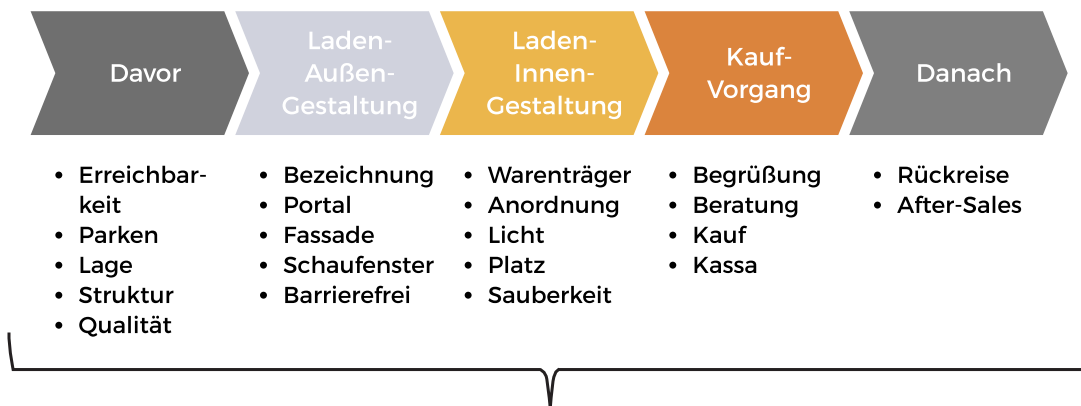 Davor
Laden-
Außen-
Gestaltung
Laden-
Innen-
Gestaltung
Kauf-
Vorgang
Danach
• Erreichbar-
keit
• Parken
• Lage
• Struktur
• Qualität
• Bezeichnung
• Portal
• Fassade
• Schaufenster
• Barrierefrei
• Warenträger
• Anordnung
• Licht
• Platz
• Sauberkeit
• Begrüßung
• Beratung
• Kauf
• Kassa
• Rückreise
• After-Sales